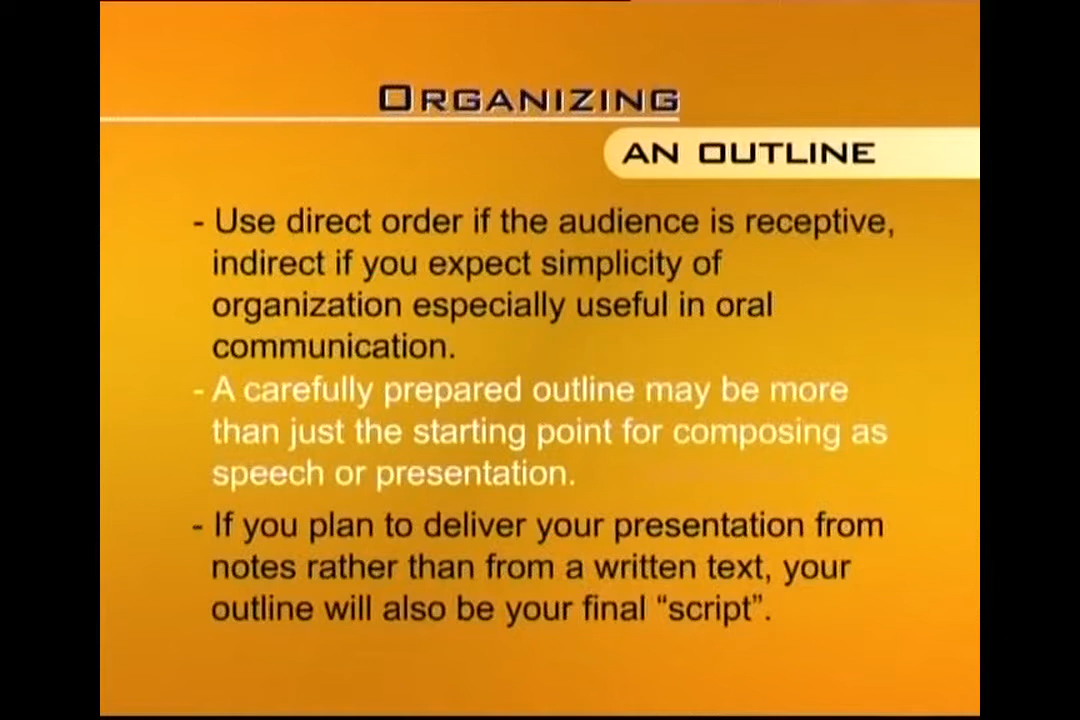 ORGANIZING
AN OUTLINE
- Use direct order if the audience is receptive,
indirect if you expect simplicity of
organization especially useful in oral
communication.
- A carefully prepared outline may be more
than just the starting point for composing as
speech or presentation.
- If you plan to deliver your presentation from
notes rather than from a written text, your
outline will also be your final “script”.